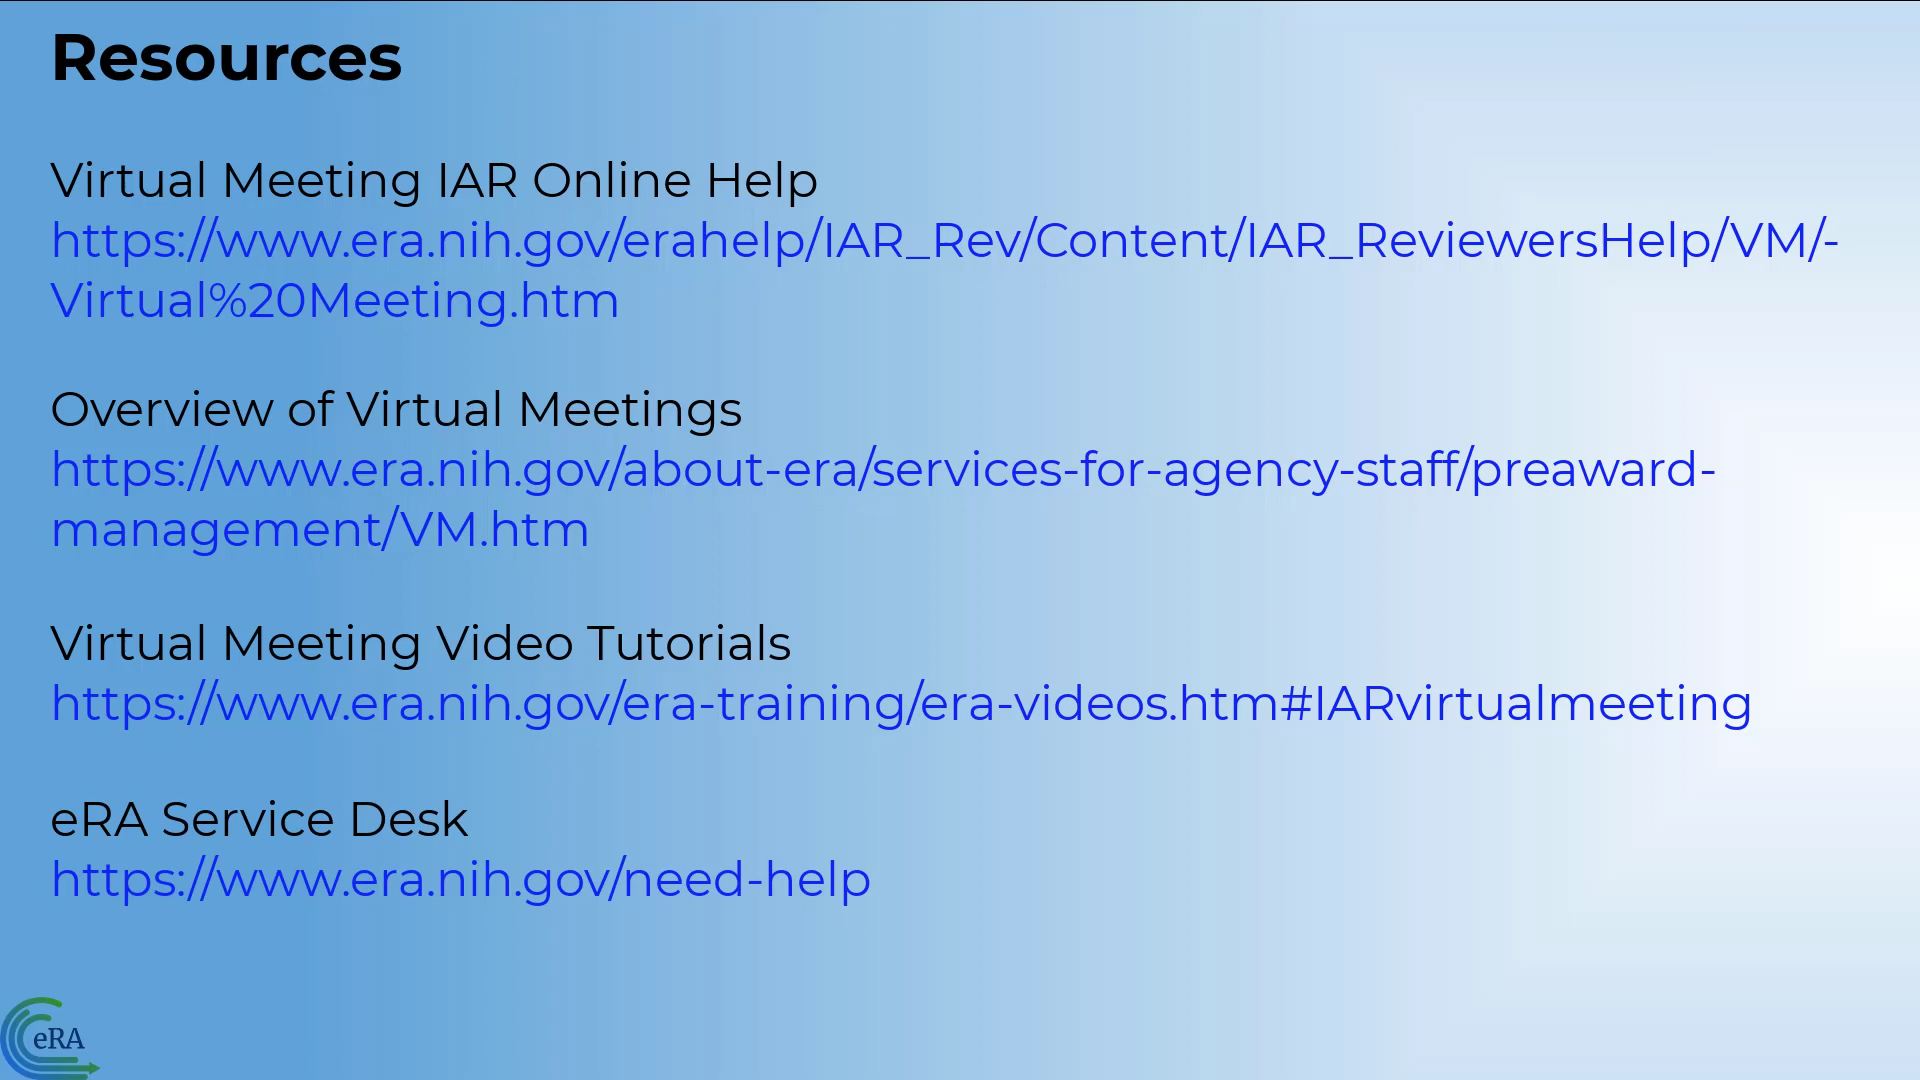 Resources
Virtual Meeting IAR Online Help
https://www.era.nih.gov/erahelp/IAR_Rev/Content/IAR_ReviewersHelp/VM/-
Virtual%20Meeting.htm
Overview of Virtual Meetings
https://www.era.nih.gov/about-era/services-for-agency-staff/preaward-
management/VM.htm
Virtual Meeting Video Tutorials
https://www.era.nih.gov/era-training/era-videos.htm#IARvirtualmeeting
eRA Service Desk
https://www.era.nih.gov/need-help
eRA